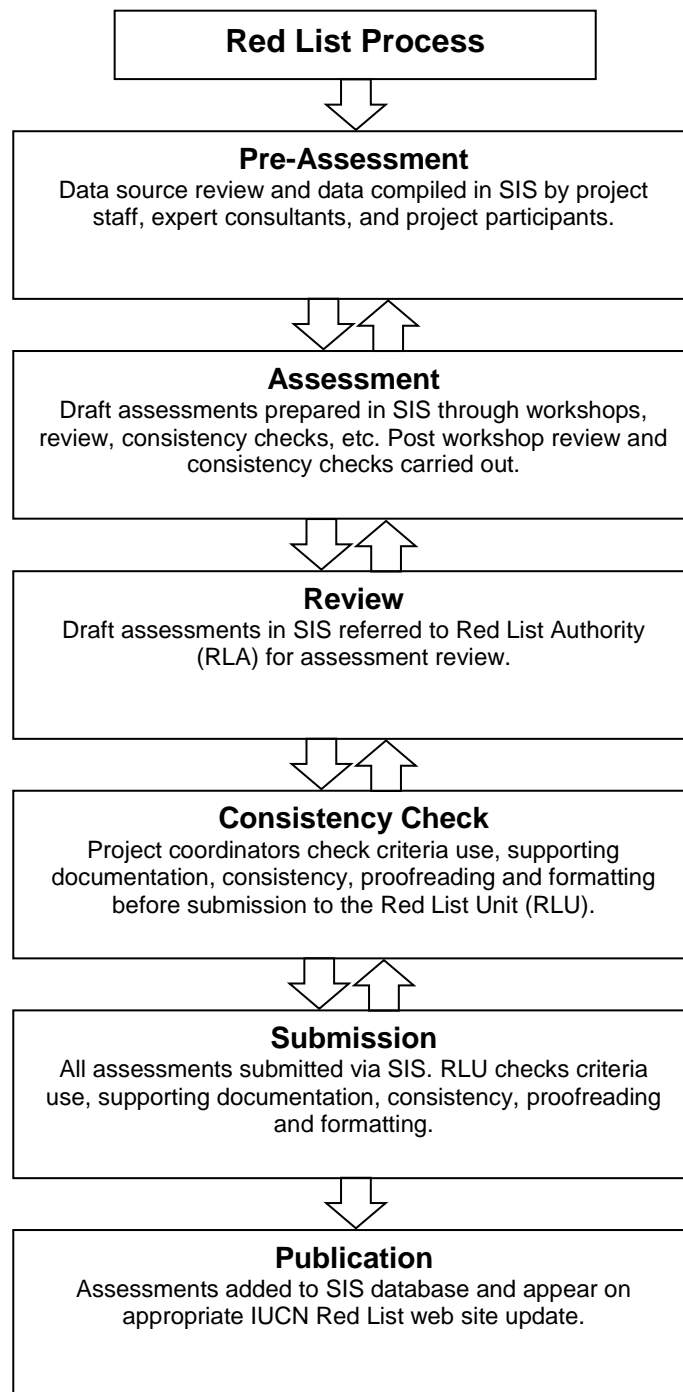 Red List Process
Pre-Assessment
Data source review and data compiled in SIS by project
staff, expert consultants, and project participants.
Assessment
Draft assessments prepared in SIS through workshops,
review, consistency checks, etc. Post workshop review and
consistency checks carried out.
Review
Draft assessments in SIS referred to Red List Authority
(RLA) for assessment review.
Consistency Check
Project coordinators check criteria use, supporting
documentation, consistency, proofreading and formatting
before submission to the Red List Unit (RLU).
Submission
All assessments submitted via SIS. RLU checks criteria
use, supporting documentation, consistency, proofreading
and formatting.
Publication
Assessments added to SIS database and appear on
appropriate IUCN Red List web site update.